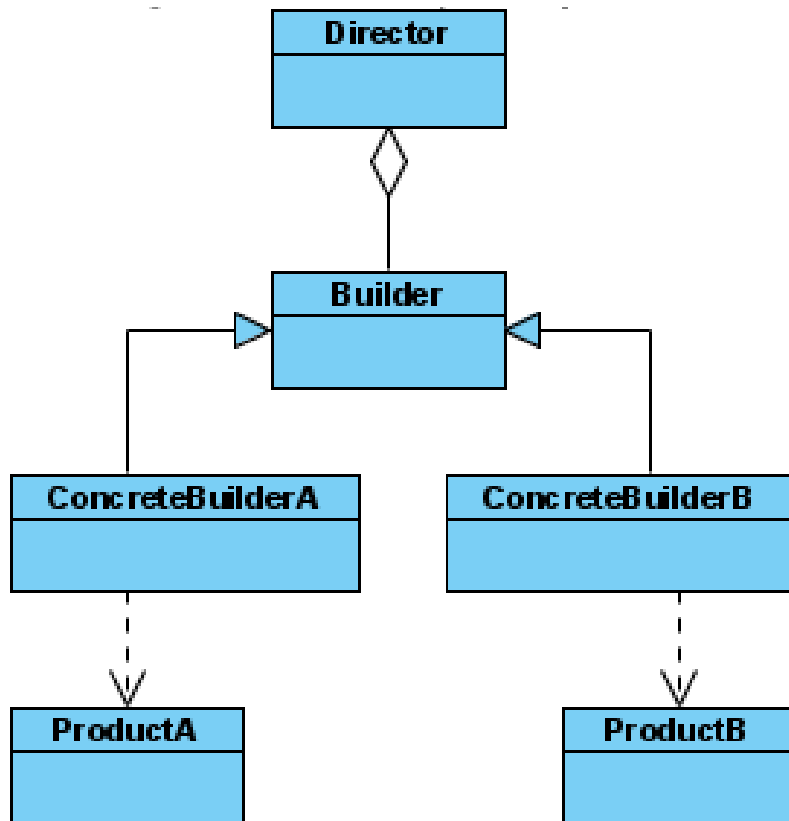 Director
Builder
ConcreteBuilderA
ConcreteBuilderB
ProductA
ProductB